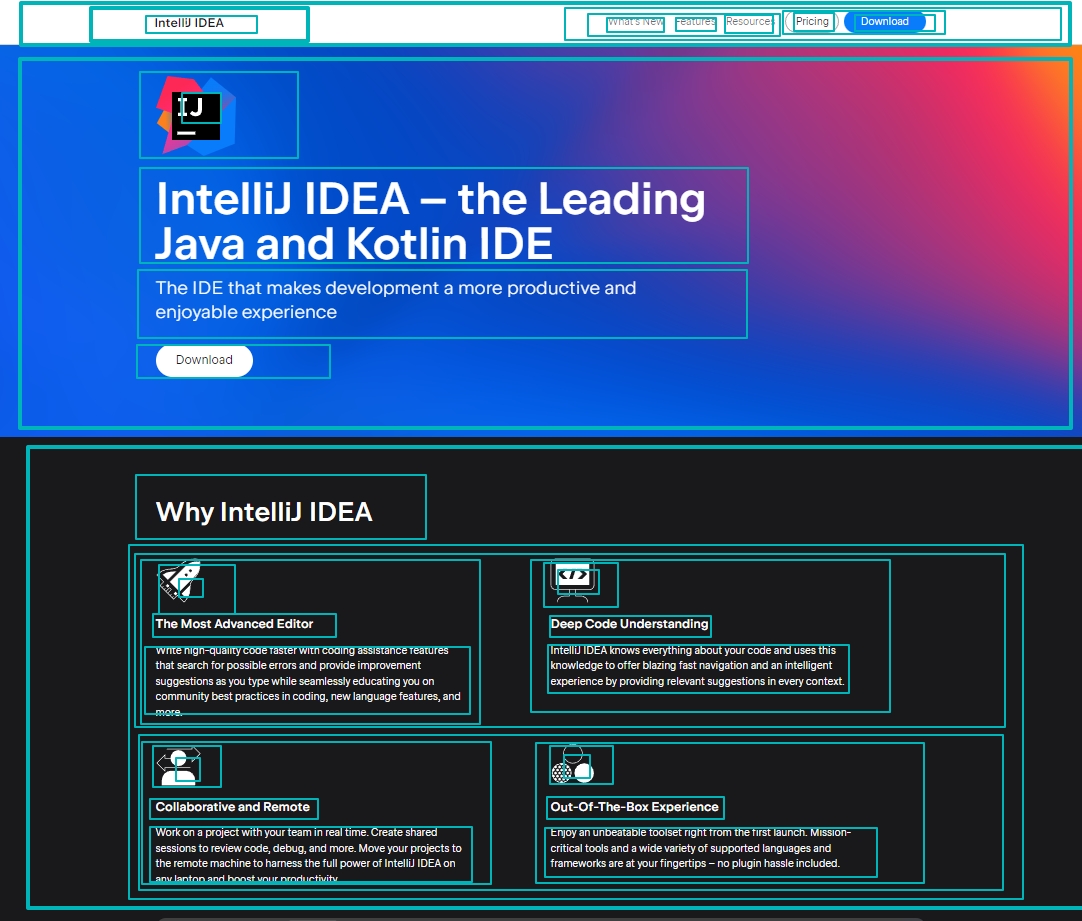 IntelliJ IDEA
What's New Features Resources Pricing Download
IJ
IntelliJ IDEA – the Leading
Java and Kotlin IDE
The IDE that makes development a more productive and
enjoyable experience
Download
Why IntelliJ IDEA
The Most Advanced Editor
Write high-quality code faster with coding assistance features
that search for possible errors and provide improvement
suggestions as you type while seamlessly educating you on
community best practices in coding, new language features, and
more.
</>
Deep Code Understanding
IntelliJ IDEA knows everything about your code and uses this
knowledge to offer blazing fast navigation and an intelligent
experience by providing relevant suggestions in every context.
Collaborative and Remote
Work on a project with your team in real time. Create shared
sessions to review code, debug, and more. Move your projects to
the remote machine to harness the full power of IntelliJ IDEA on
any laptop and boost your productivity.
Out-Of-The-Box Experience
Enjoy an unbeatable toolset right from the first launch. Mission-
critical tools and a wide variety of supported languages and
frameworks are at your fingertips – no plugin hassle included.